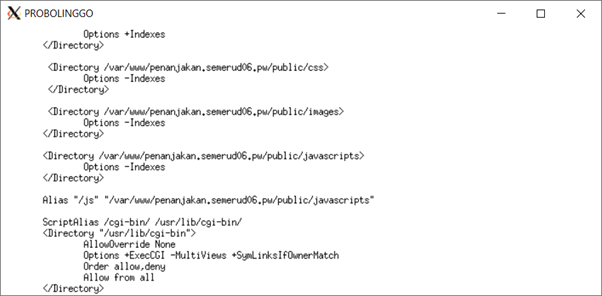 PROBOLINGGO
Options +Indexes
</Directory>
<Directory /var/www/penanjakan.semerud06.pw/public/css>
Options -Indexes
</Directory>
<Directory /var/www/penanjakan.semerud06.pw/public/images>
Options -Indexes
</Directory>
<Directory /var/www/penanjakan.semerud06.pw/public/javascripts>
Options -Indexes
</Directory>
Alias "/js" "/var/www/penanjakan.semerud06.pw/public/javascripts"
ScriptAlias /cgi-bin/ /usr/lib/cgi-bin/
<Directory "/usr/lib/cgi-bin">
AllowOverride None
Options +ExecCGI -MultiViews +SymLinksIfOwnerMatch
Order allow,deny
Allow from all
</Directory>